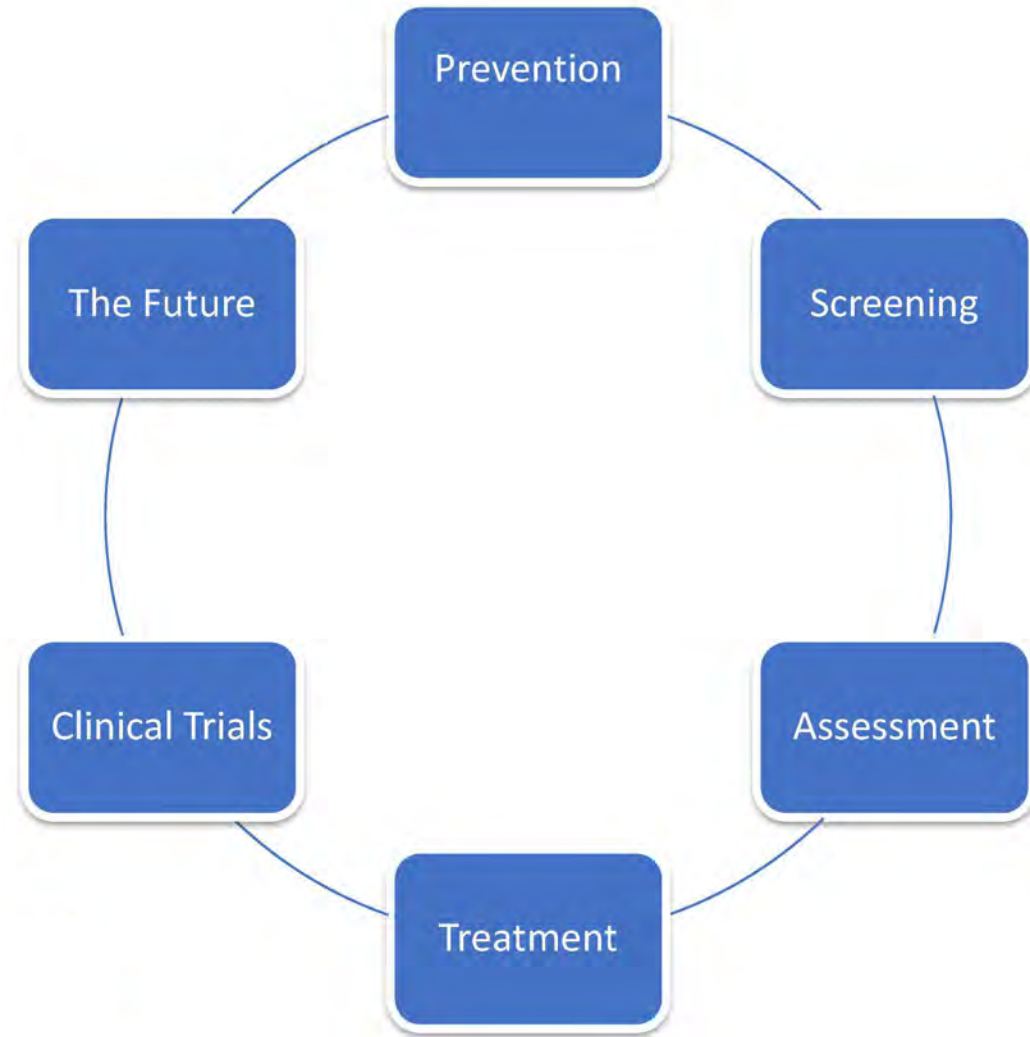 Prevention
Screening
Assessment
Treatment
Clinical Trials
The Future